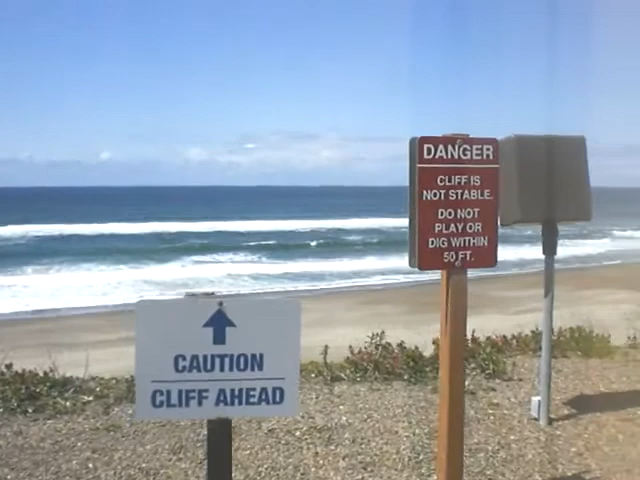 CAUTION
CLIFF AHEAD
DANGER
CLIFF IS
NOT STABLE.
DO NOT
PLAY OR
DIG WITHIN
50 FT.